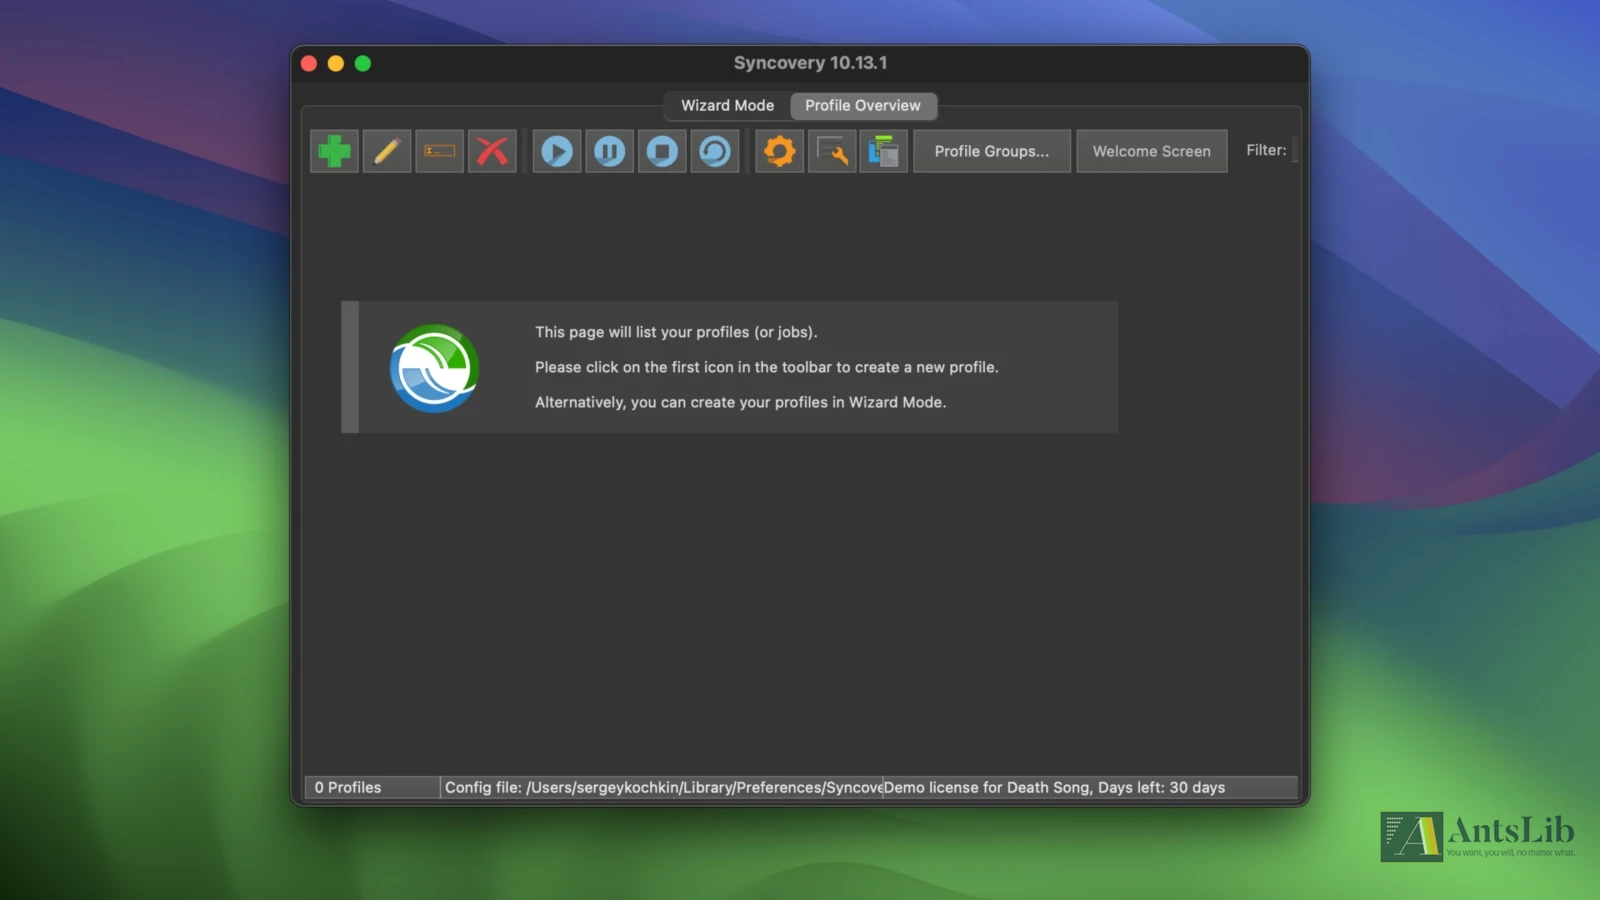 Syncovery 10.13.1
Wizard Mode
Profile Overview
Profile Groups...
Welcome Screen
Filter:
This page will list your profiles (or jobs).
Please click on the first icon in the toolbar to create a new profile.
Alternatively, you can create your profiles in Wizard Mode.
0 Profiles
Config file: /Users/sergeykochkin/Library/Preferences/Syncove
Demo license for Death Song, Days left: 30 days
AntsLib
You want, you will, no matter what.